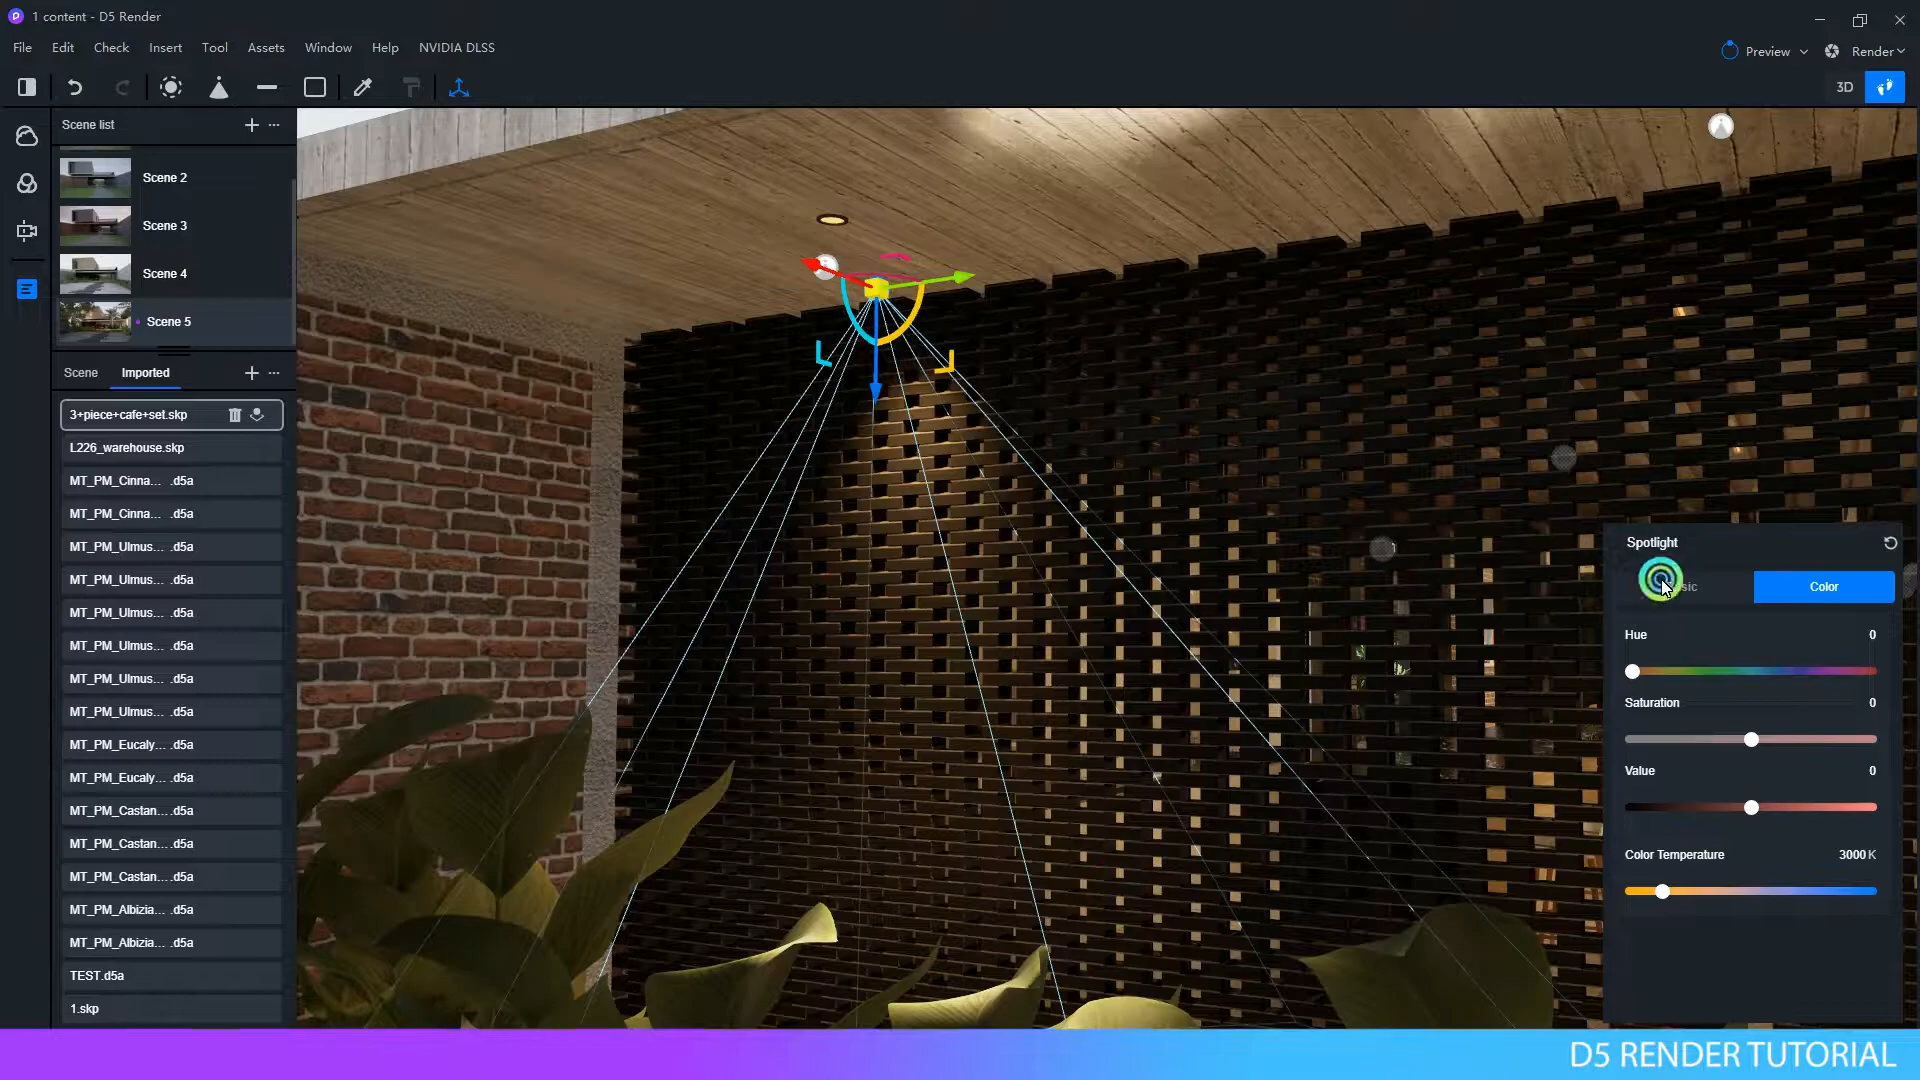 1 content - D5 Render
File Edit Check Insert Tool Assets Window Help NVIDIA DLSS
Preview Render
3D
Scene list
Scene 2
Scene 3
Scene 4
Scene 5
Scene Imported
3+piece+cafe+set.skp
L226_warehouse.skp
MT_PM_Cinna... .d5a
MT_PM_Cinna... .d5a
MT_PM_Ulmus... .d5a
MT_PM_Ulmus... .d5a
MT_PM_Ulmus... .d5a
MT_PM_Ulmus... .d5a
MT_PM_Ulmus... .d5a
MT_PM_Ulmus... .d5a
MT_PM_Eucaly... .d5a
MT_PM_Eucaly... .d5a
MT_PM_Castan... .d5a
MT_PM_Castan... .d5a
MT_PM_Castan... .d5a
MT_PM_Albizia... .d5a
MT_PM_Albizia... .d5a
TEST.d5a
1.skp
Spotlight
Color
Hue 0
Saturation 0
Value 0
Color Temperature 3000 K
D5 RENDER TUTORIAL